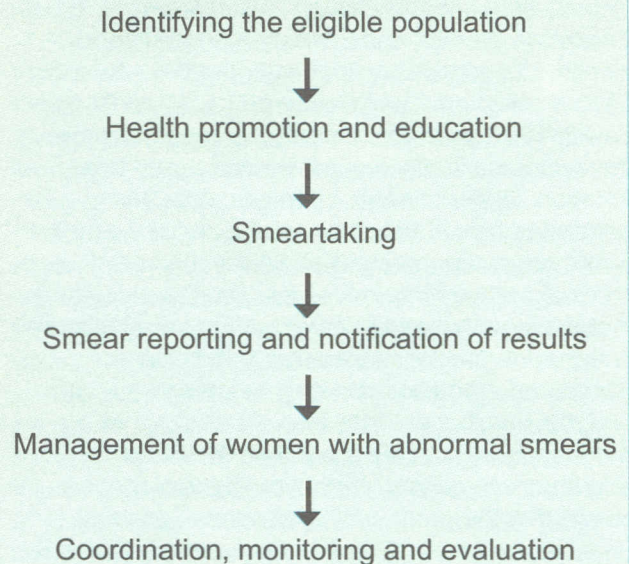 Identifying the eligible population
Health promotion and education
Smeartaking
Smear reporting and notification of results
Management of women with abnormal smears
Coordination, monitoring and evaluation